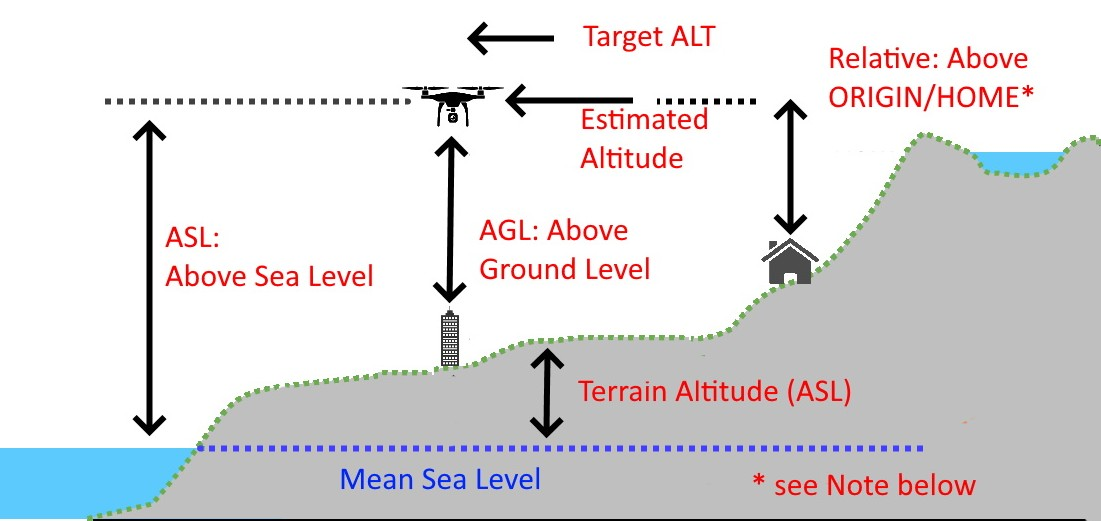 Target ALT
Relative: Above
ORIGIN/HOME*
Estimated
Altitude
ASL:
Above Sea Level
AGL: Above
Ground Level
Terrain Altitude (ASL)
Mean Sea Level
* see Note below